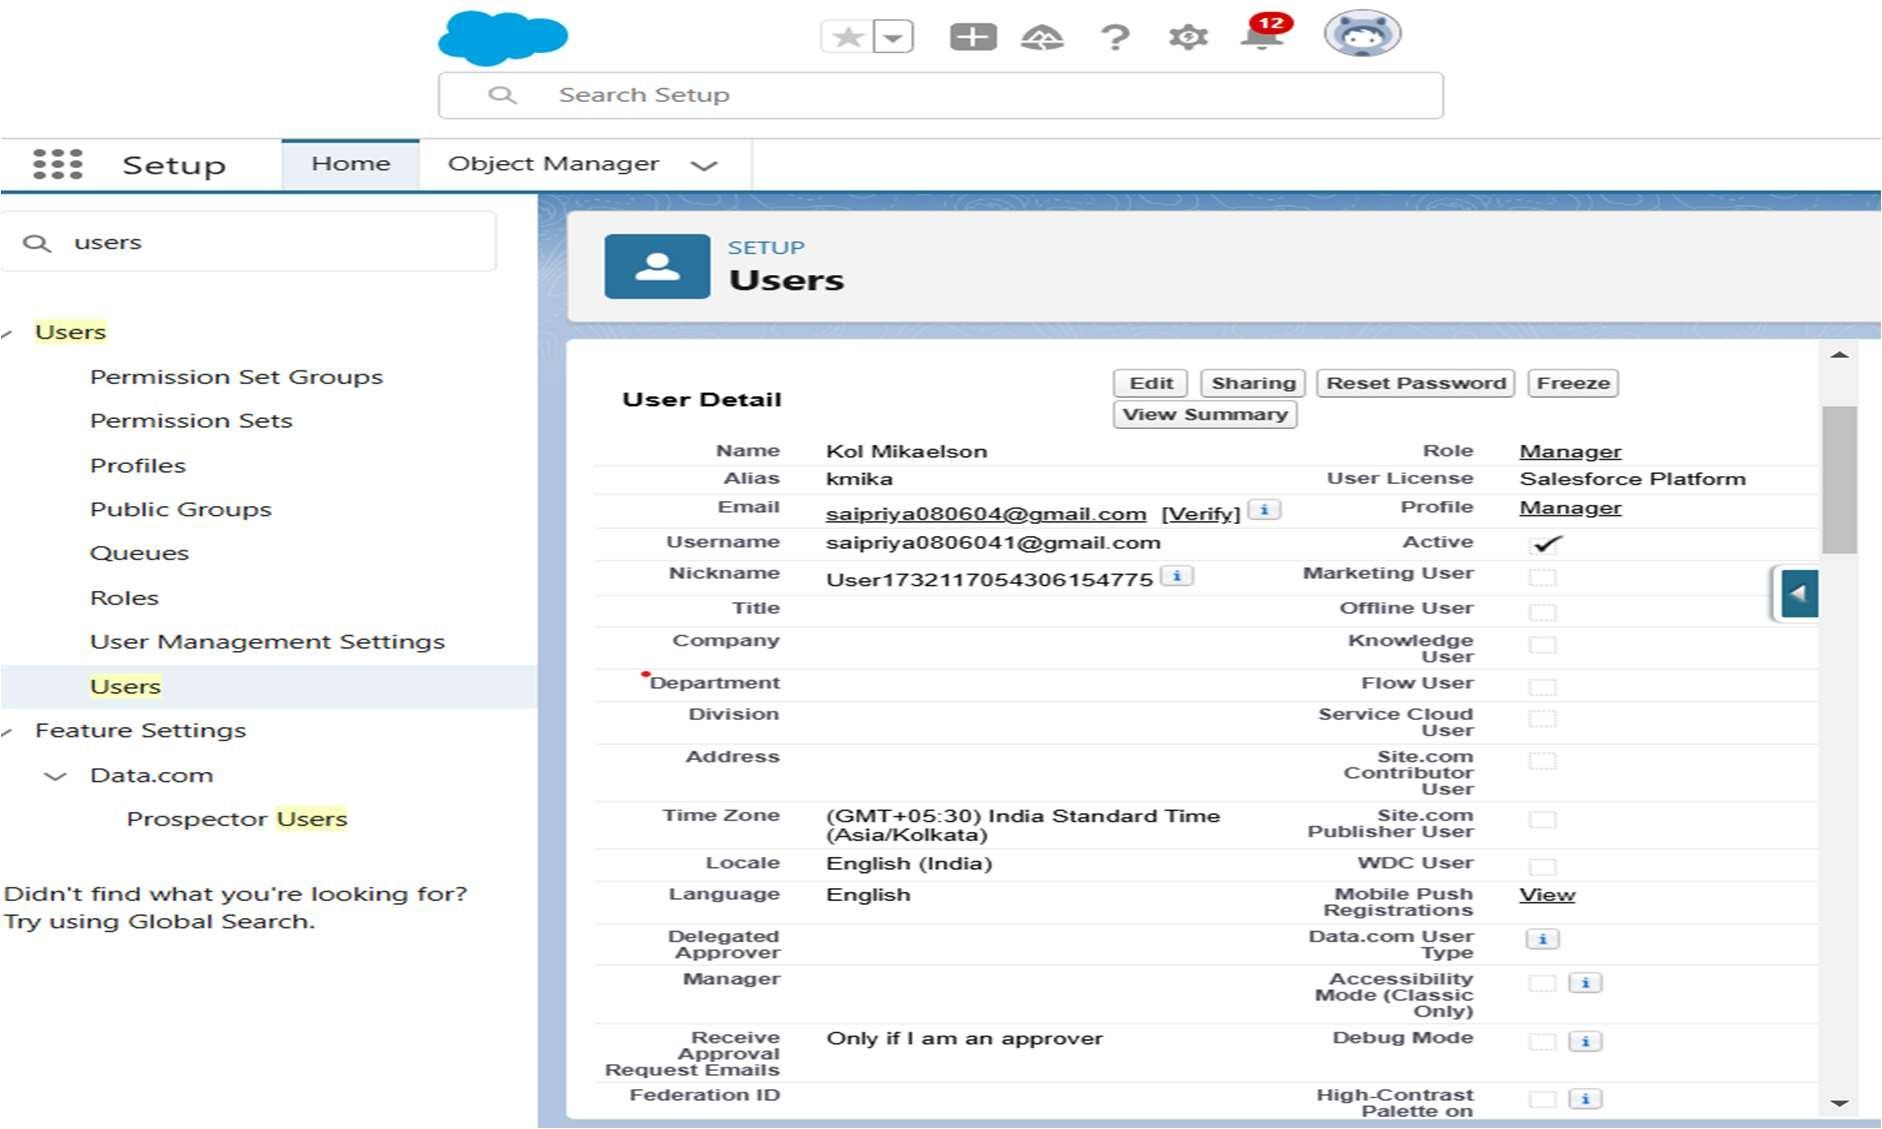 12
Search Setup
Setup
Home
Object Manager
users
Users
Permission Set Groups
Permission Sets
Profiles
Public Groups
Queues
Roles
User Management Settings
Users
Feature Settings
Data.com
Prospector Users
Didn't find what you're looking for?
Try using Global Search.
SETUP
Users
User Detail
Edit
Sharing
Reset Password
Freeze
View Summary
Name Kol Mikaelson
Role Manager
Alias kmika
User License Salesforce Platform
Email saipriya080604@gmail.com [Verify] i
Profile Manager
Username saipriya0806041@gmail.com
Active
Nickname User1732117054306154775 i
Marketing User
Title
Offline User
Company
Knowledge
User
Department
Flow User
Division
Service Cloud
User
Address
Site.com
Contributor
User
Time Zone (GMT+05:30) India Standard Time
(Asia/Kolkata)
Site.com
Publisher User
Locale English (India)
WDC User
Language English
Mobile Push
Registrations
View
Delegated
Approver
Data.com User
Type
i
Manager
Accessibility
Mode (Classic
Only)
i
Receive
Approval
Request Emails
Only if I am an approver
Debug Mode i
Federation ID
High-Contrast
Palette on
i